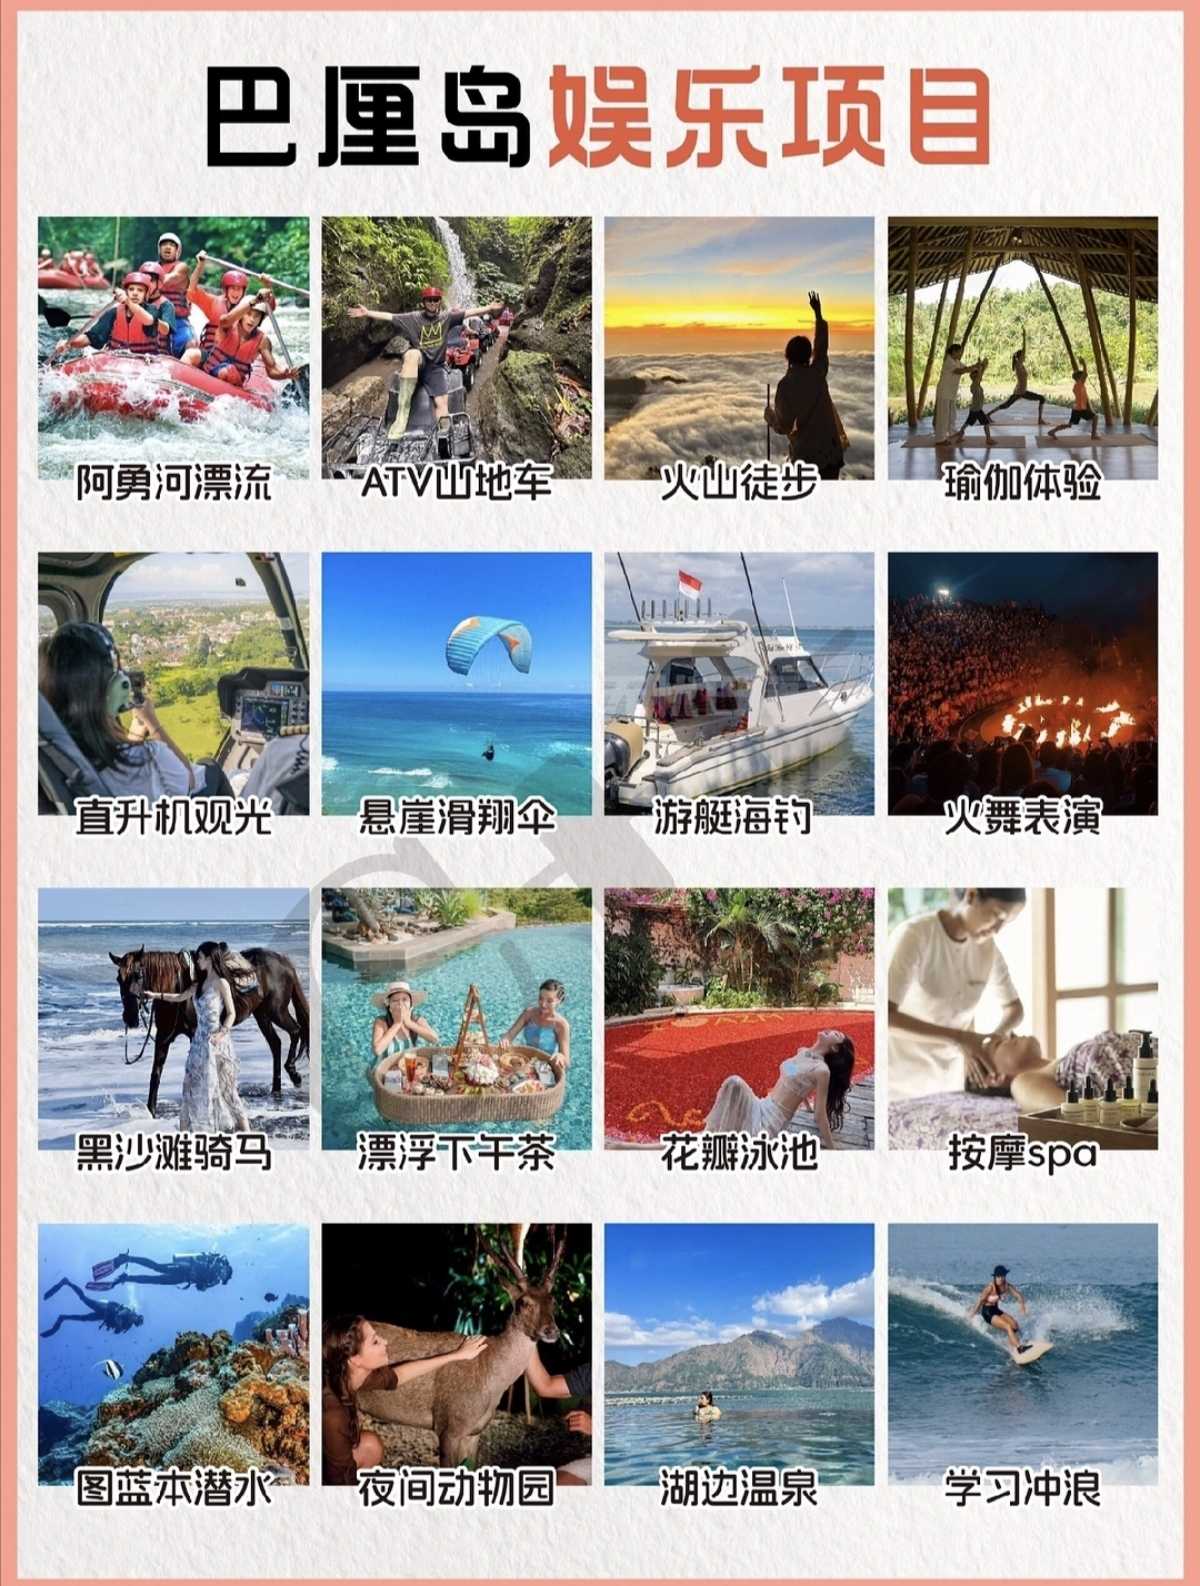 巴厘岛娱乐项目
阿勇河漂流
ATV山地车
火山徒步
瑜伽体验
直升机观光
悬崖滑翔伞
游艇海钓
火舞表演
黑沙滩骑马
漂浮下午茶
花瓣泳池
按摩spa
图蓝本潜水
夜间动物园
湖边温泉
学习冲浪